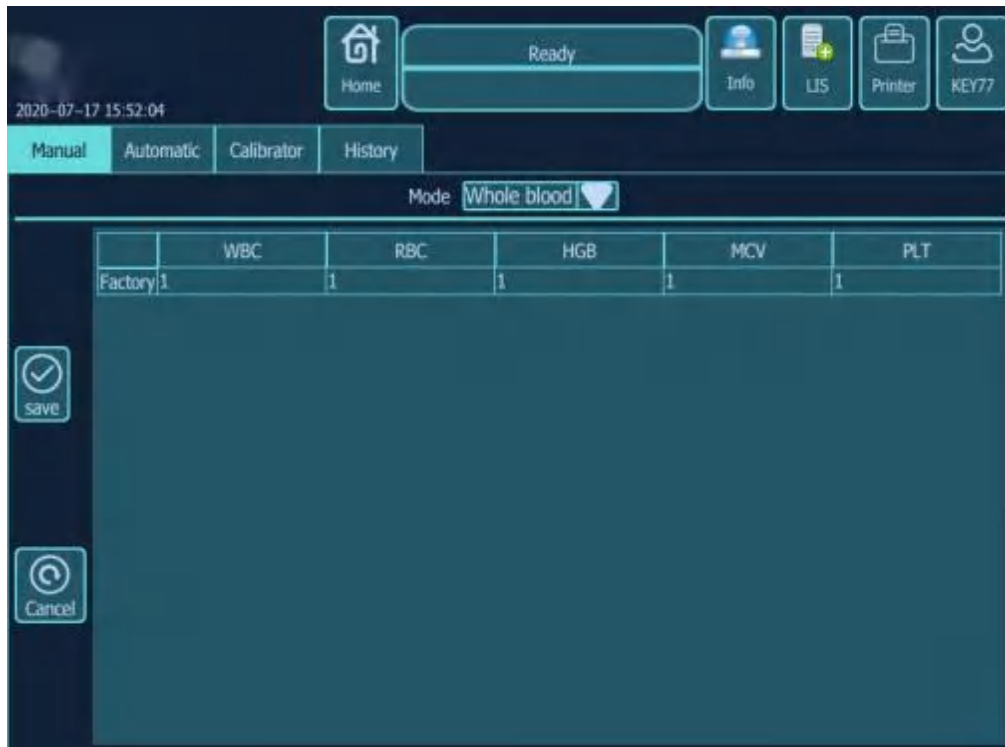 Ready
Home
Info
LIS
Printer
KEY77
2020-07-17 15:52:04
Manual Automatic Calibrator History
Mode Whole blood
WBC RBC HGB MCV PLT
Factory 1 1 1 1 1
save
Cancel